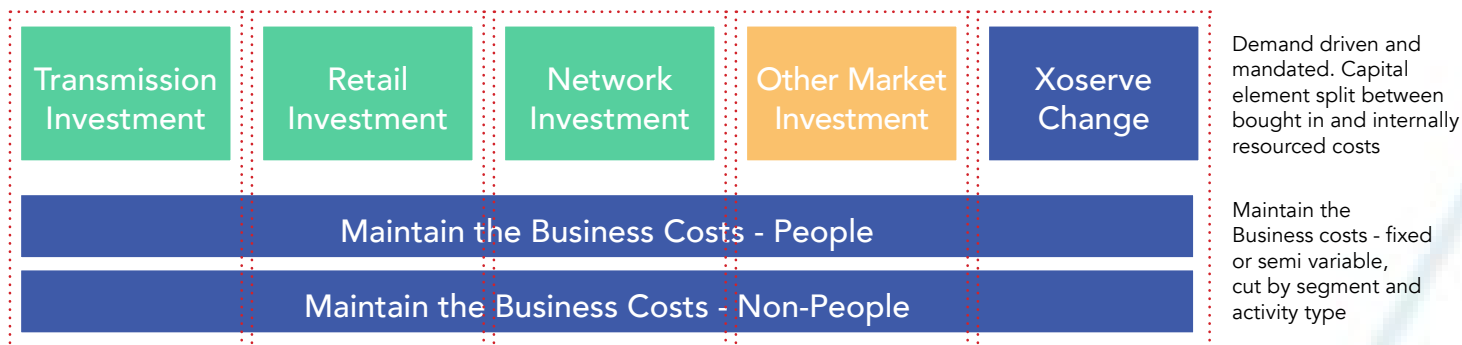 Transmission
Investment
Retail
Investment
Network
Investment
Other Market
Investment
Xoserve
Change
Demand driven and
mandated. Capital
element split between
bought in and internally
resourced costs
Maintain the Business Costs - People
Maintain the Business Costs - Non-People
Maintain the
Business costs - fixed
or semi variable,
cut by segment and
activity type